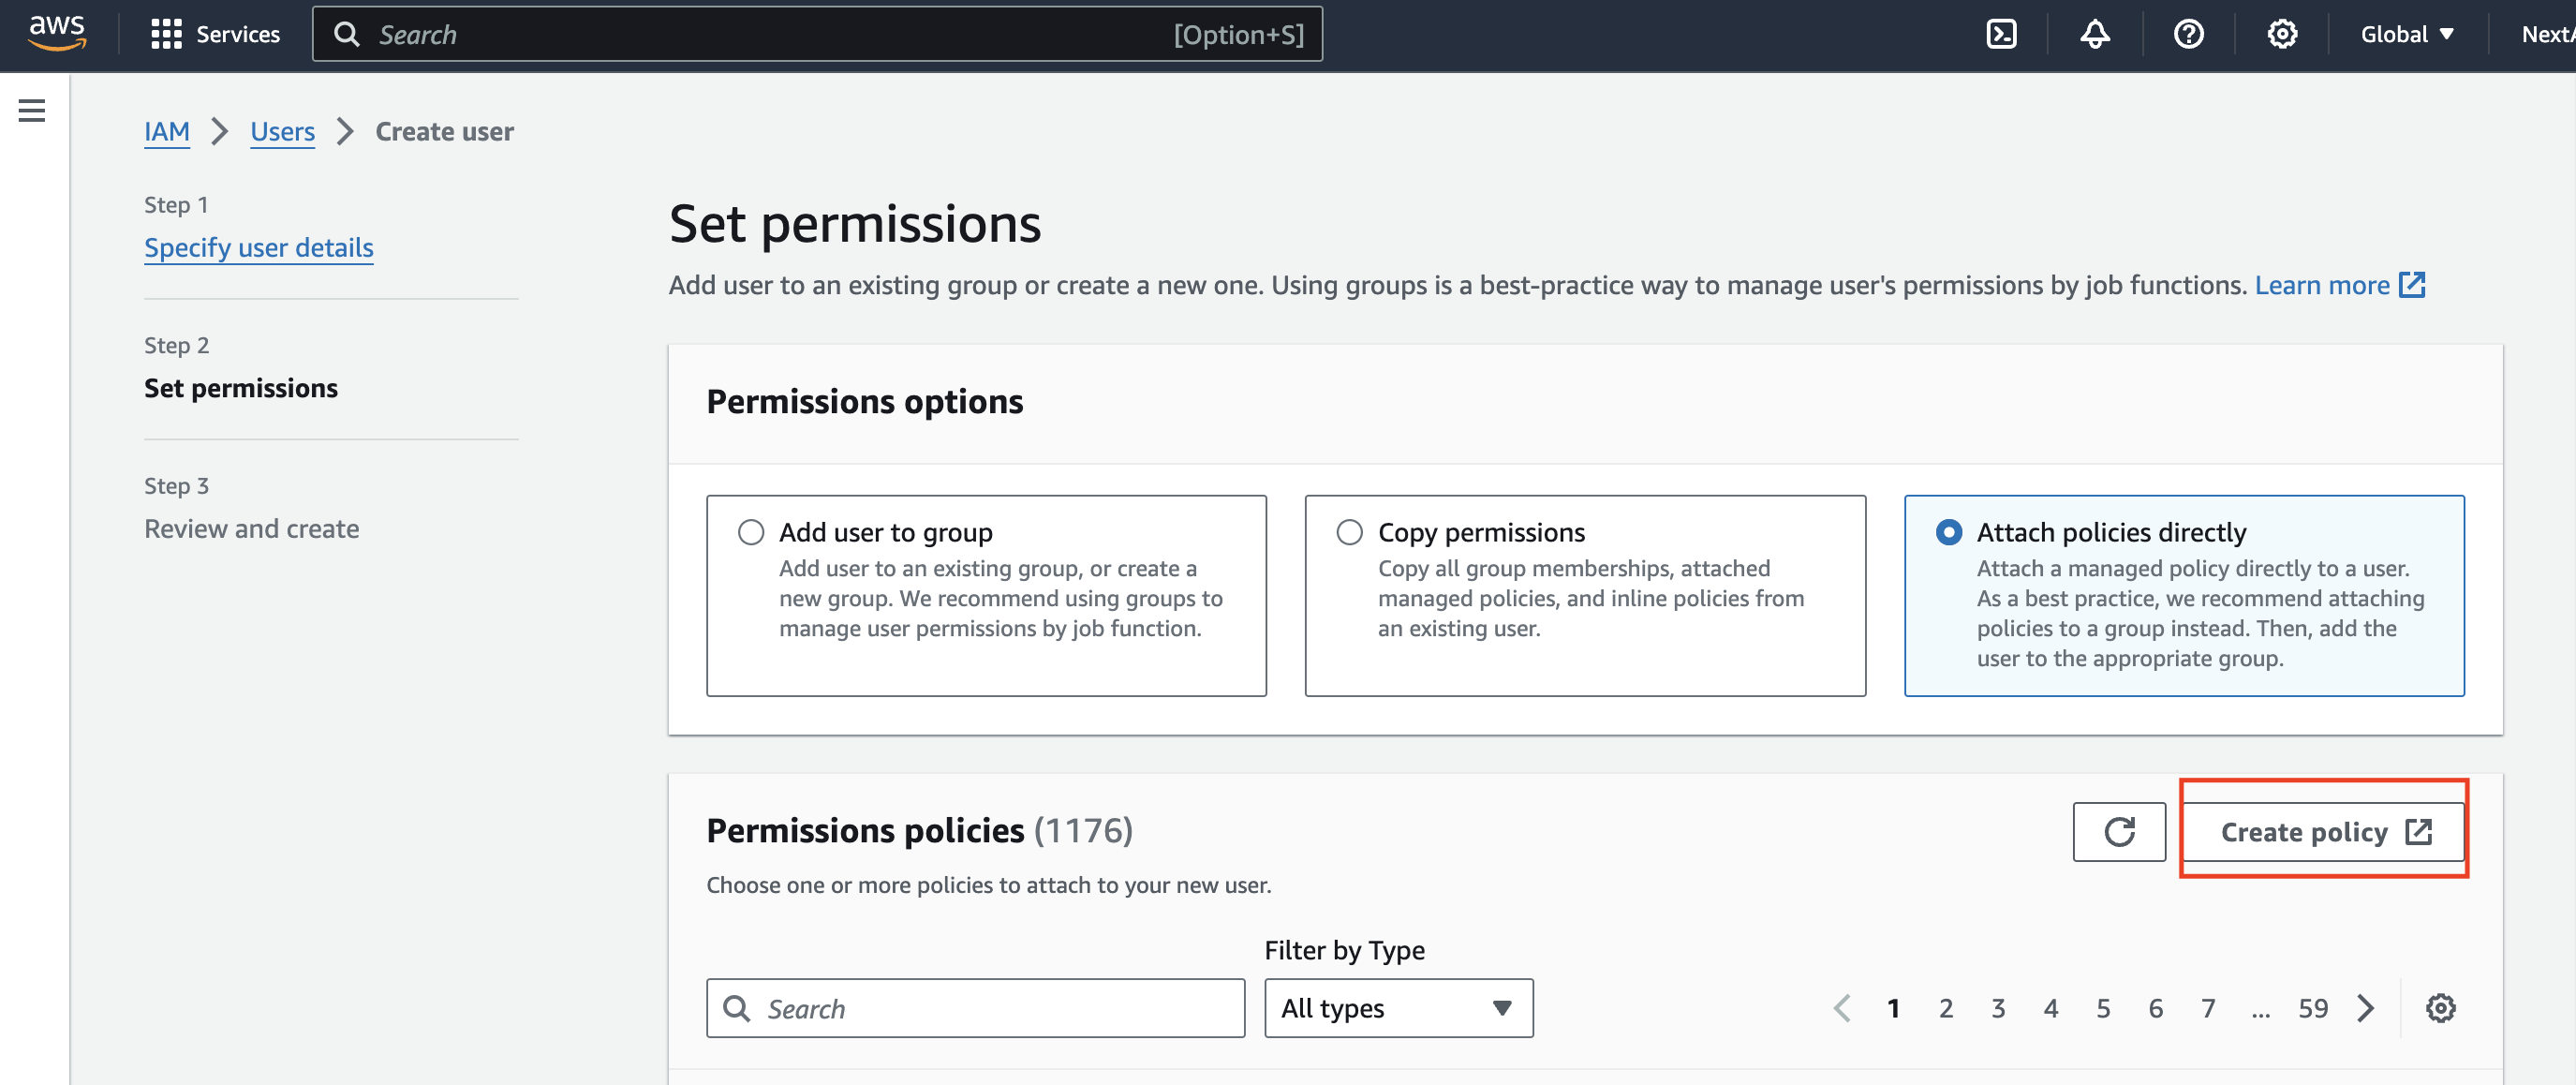 aws
Services
Search
[Option+S]
Global
NextA
IAM
Users
Create user
Step 1
Specify user details
Step 2
Set permissions
Step 3
Review and create
Set permissions
Add user to an existing group or create a new one. Using groups is a best-practice way to manage user's permissions by job functions. Learn more
Permissions options
Add user to group
Add user to an existing group, or create a
new group. We recommend using groups to
manage user permissions by job function.
Copy permissions
Copy all group memberships, attached
managed policies, and inline policies from
an existing user.
Attach policies directly
Attach a managed policy directly to a user.
As a best practice, we recommend attaching
policies to a group instead. Then, add the
user to the appropriate group.
Permissions policies (1176)
Create policy
Choose one or more policies to attach to your new user.
Filter by Type
Search
All types
1 2 3 4 5 6 7 ... 59